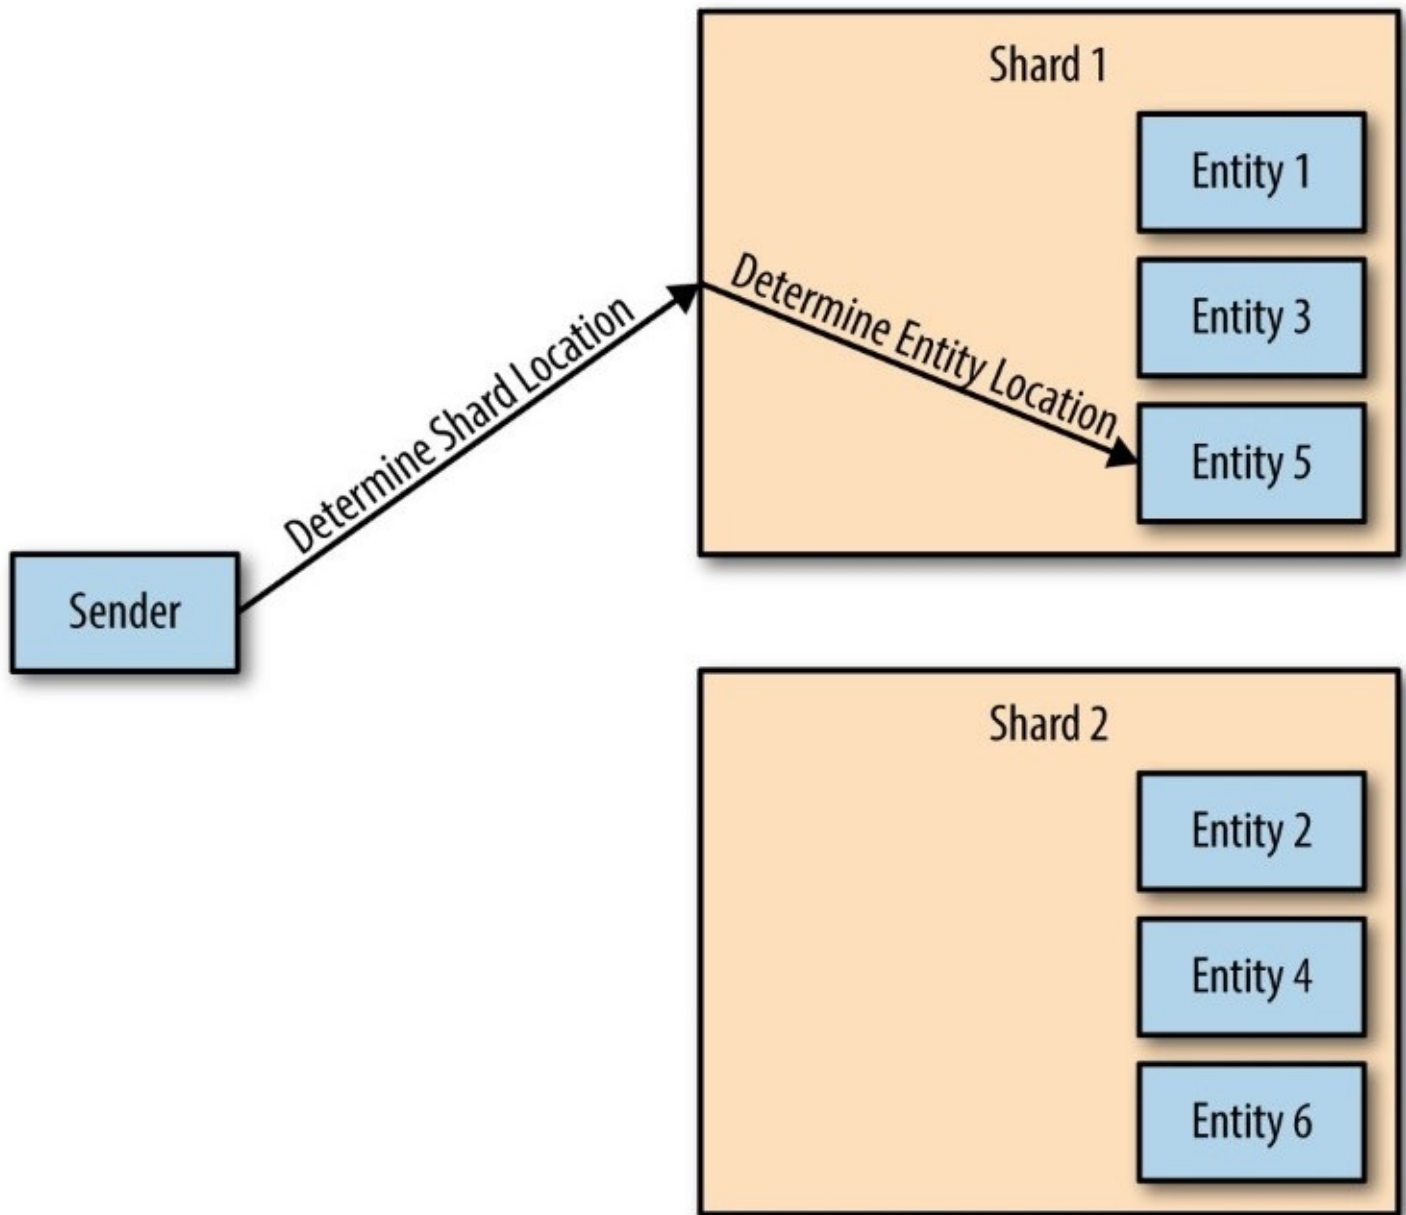 Shard 1
Entity 1
Entity 3
Entity 5
Determine Entity Location
Determine Shard Location
Sender
Shard 2
Entity 2
Entity 4
Entity 6